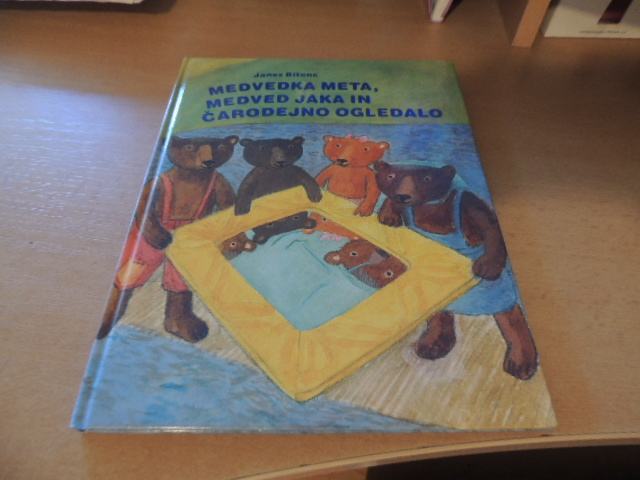 Janez Bitenc
MEDVEDKA META,
MEDVED JAKA IN
ČARODEJNO OGLEDALO